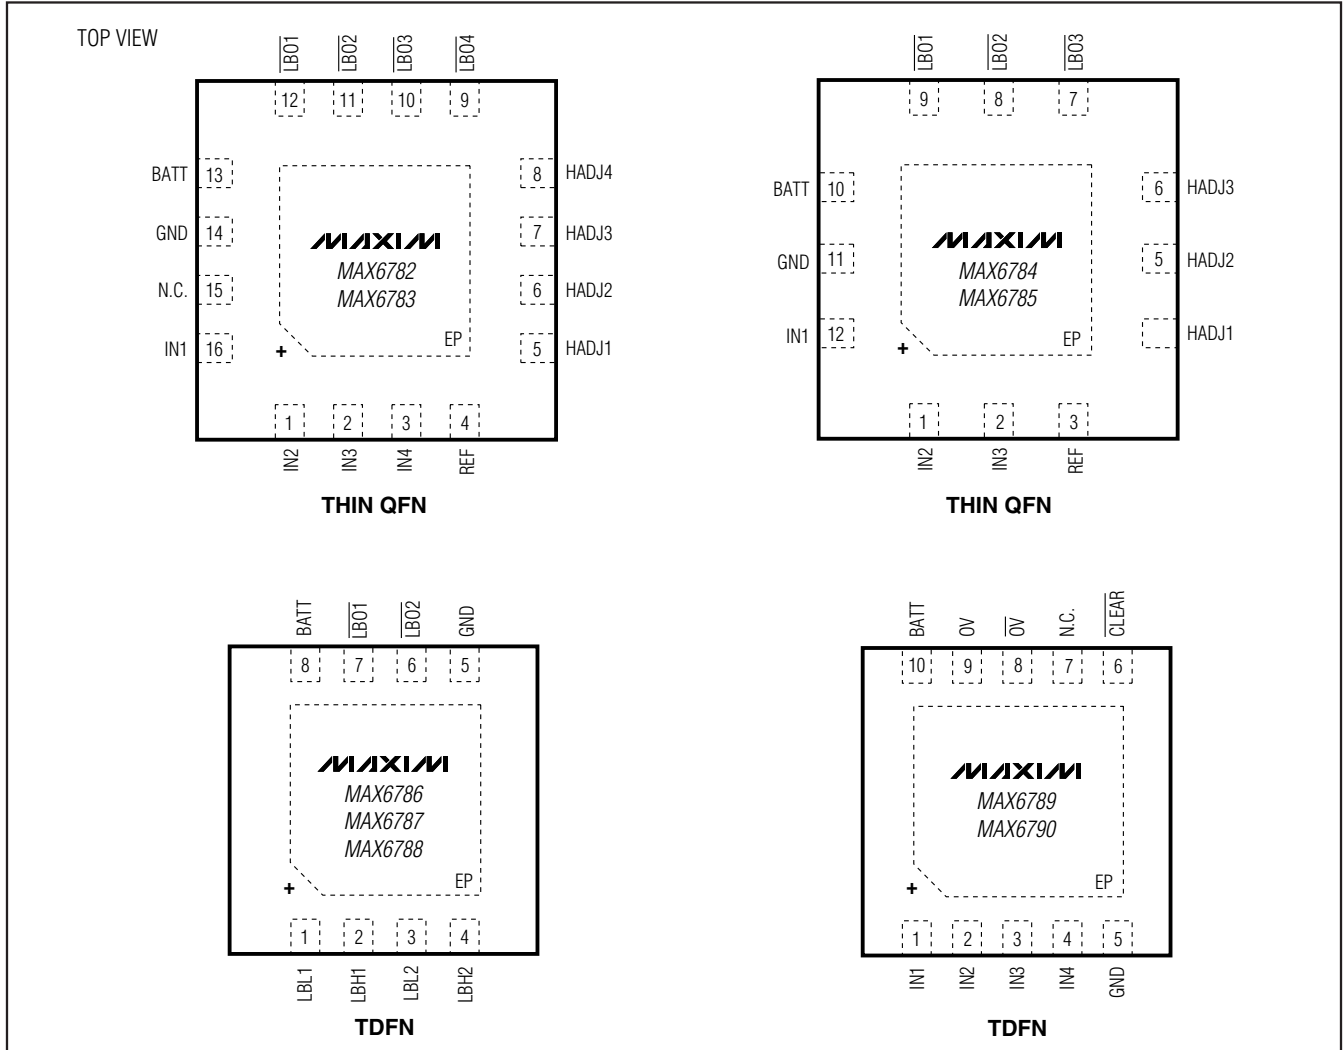 TOP VIEW
LBO1 LBO2 LBO3 LBO4
12 11 10 9
BATT 13
GND 14
N.C. 15
IN1 16
8 HADJ4
7 HADJ3
6 HADJ2
5 HADJ1
MAXIM
MAX6782
MAX6783
EP
+
1 2 3 4
IN2 IN3 IN4 REF
THIN QFN
LBO1 LBO2 LBO3
9 8 7
BATT 10
GND 11
IN1 12
6 HADJ3
5 HADJ2
HADJ1
MAXIM
MAX6784
MAX6785
EP
+
1 2 3
IN2 IN3 REF
THIN QFN
BATT LBO1 LBO2 GND
8 7 6 5
MAXIM
MAX6786
MAX6787
MAX6788
EP
+
1 2 3 4
LBL1 LBH1 LBL2 LBH2
TDFN
BATT OV OV N.C. CLEAR
10 9 8 7 6
MAXIM
MAX6789
MAX6790
EP
+
1 2 3 4 5
IN1 IN2 IN3 IN4 GND
TDFN